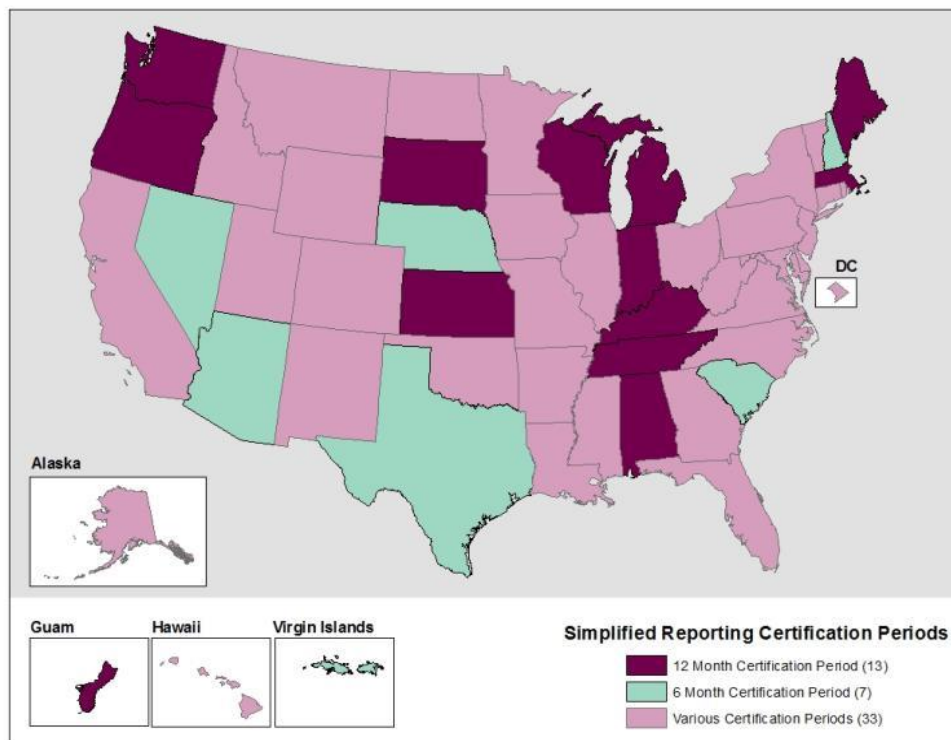 DC
Alaska
Guam
Hawaii
Virgin Islands
Simplified Reporting Certification Periods
12 Month Certification Period (13)
6 Month Certification Period (7)
Various Certification Periods (33)